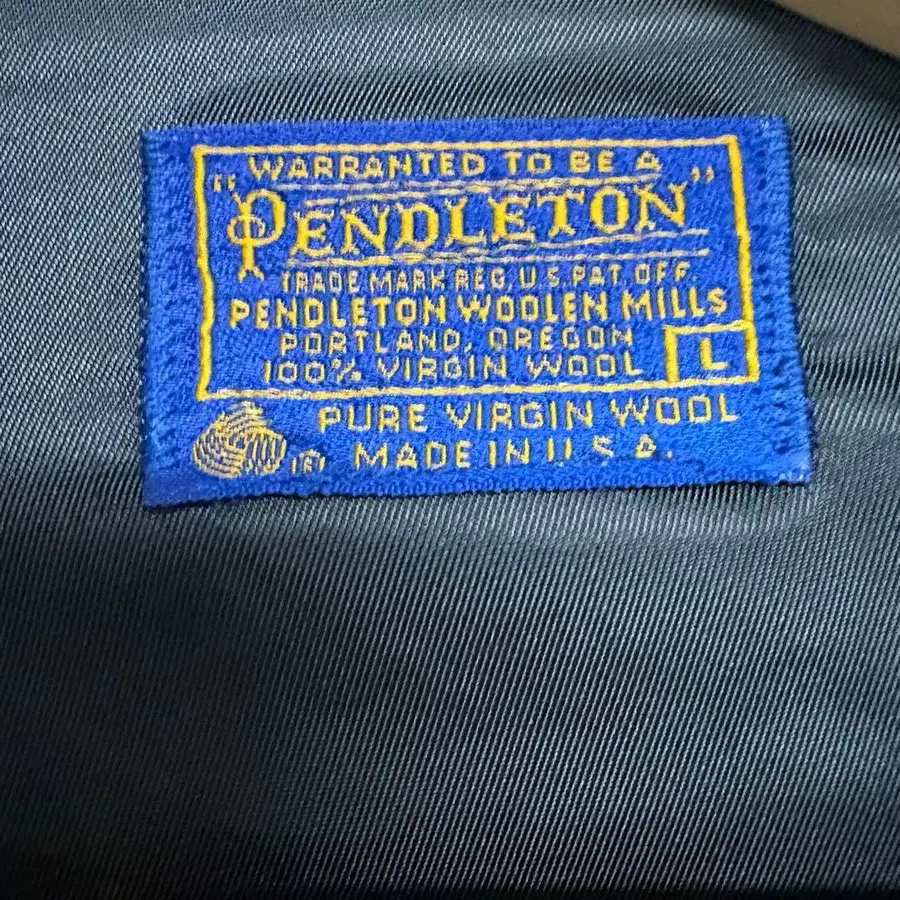 WARRANTED TO BE A
"PENDLETON"
TRADE MARK REG. U.S. PAT. OFF.
PENDLETON WOOLEN MILLS
PORTLAND, OREGON
100% VIRGIN WOOL
L
PURE VIRGIN WOOL
® MADE IN U.S.A.